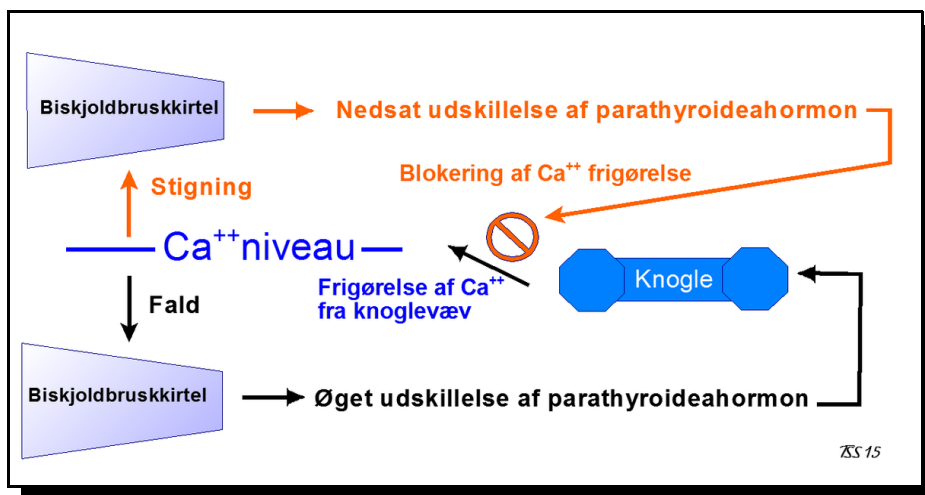 Biskjoldbruskkirtel
Nedsat udskillelse af parathyroideahormon
Blokering af Ca⁺⁺ frigørelse
Stigning
Ca⁺⁺niveau
Knogle
Frigørelse af Ca⁺⁺
fra knoglevæv
Fald
Biskjoldbruskkirtel
Øget udskillelse af parathyroideahormon
TSS 15